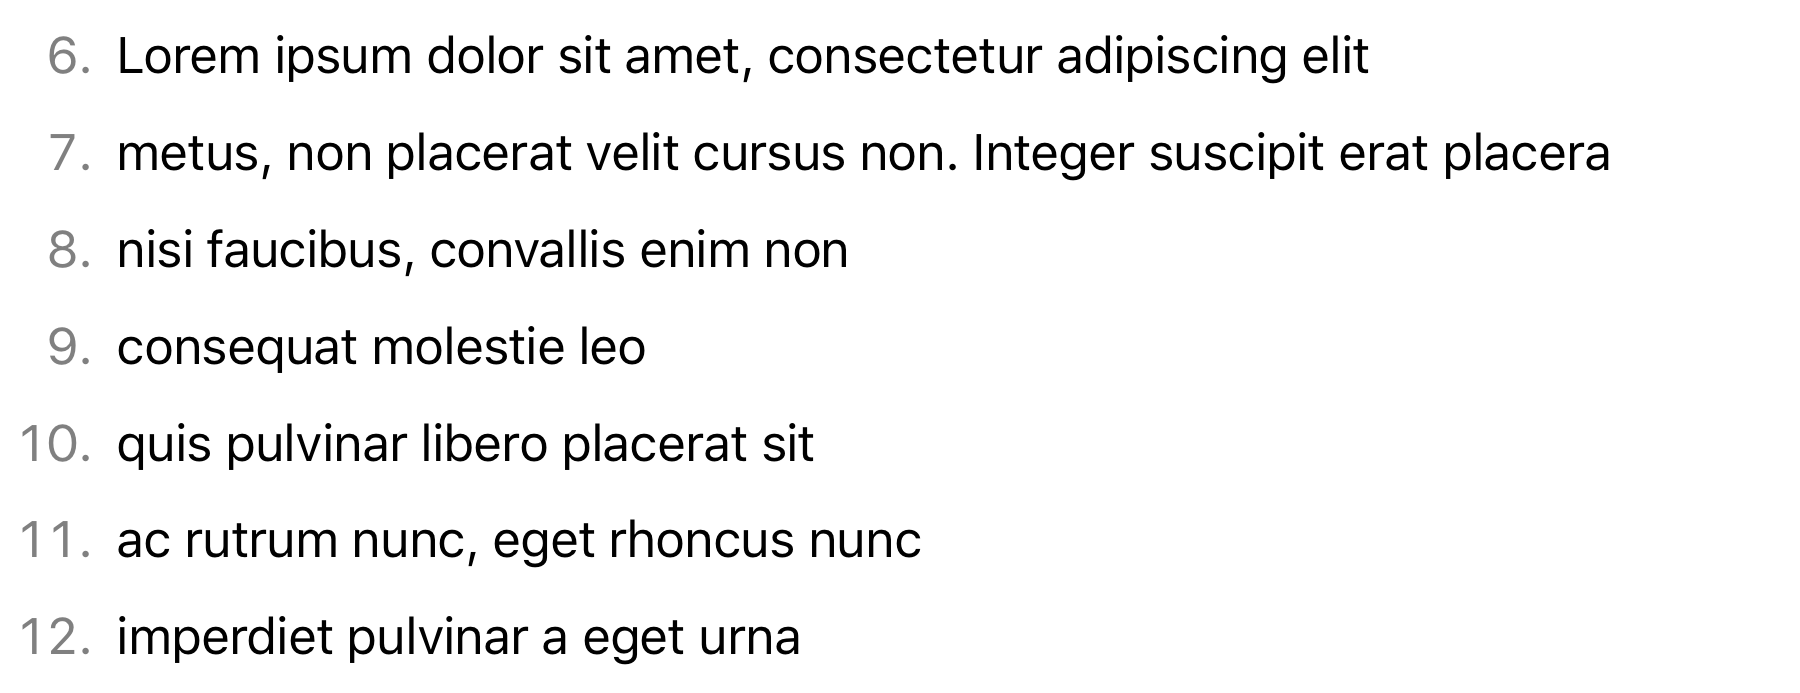 6. Lorem ipsum dolor sit amet, consectetur adipiscing elit
7. metus, non placerat velit cursus non. Integer suscipit erat placera
8. nisi faucibus, convallis enim non
9. consequat molestie leo
10. quis pulvinar libero placerat sit
11. ac rutrum nunc, eget rhoncus nunc
12. imperdiet pulvinar a eget urna